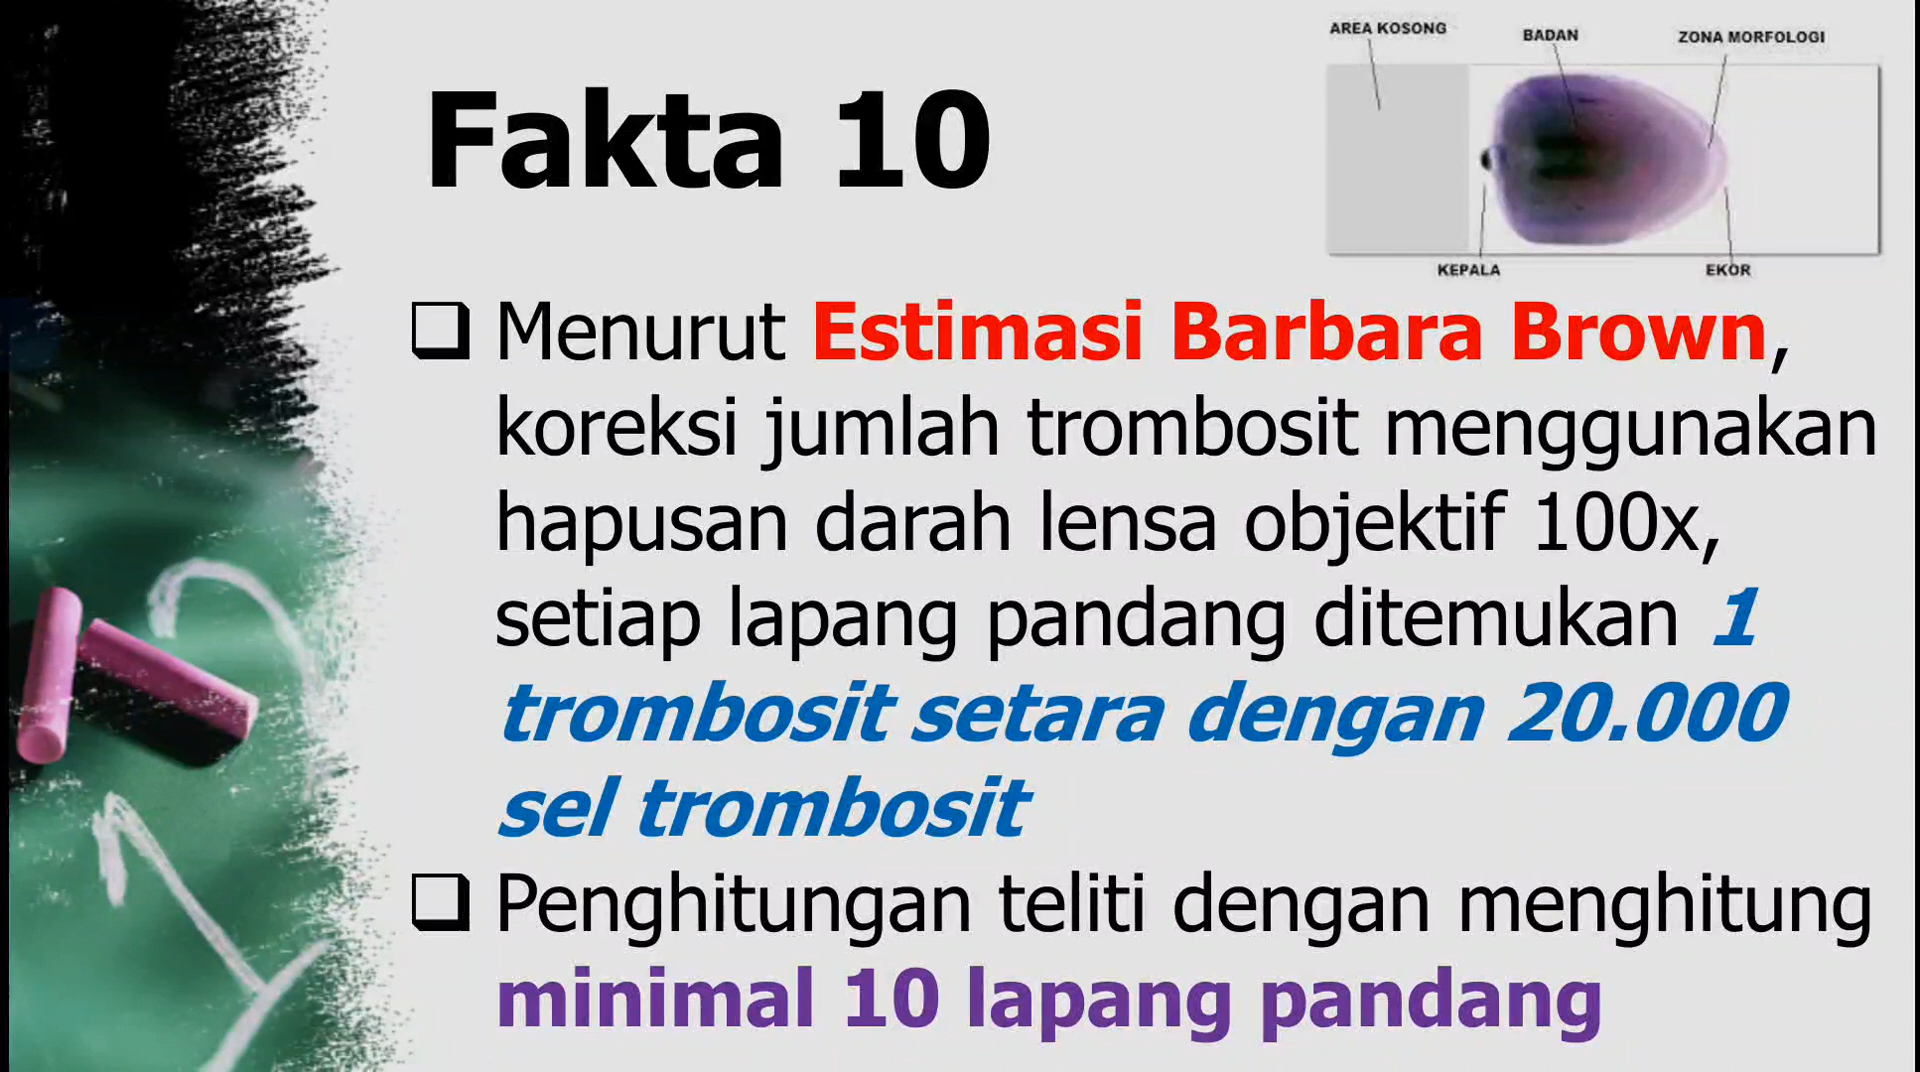 AREA KOSONG
BADAN
ZONA MORFOLOGI
Fakta 10
KEPALA
EKOR
Menurut Estimasi Barbara Brown,
koreksi jumlah trombosit menggunakan
hapusan darah lensa objektif 100x,
setiap lapang pandang ditemukan 1
trombosit setara dengan 20.000
sel trombosit
Penghitungan teliti dengan menghitung
minimal 10 lapang pandang